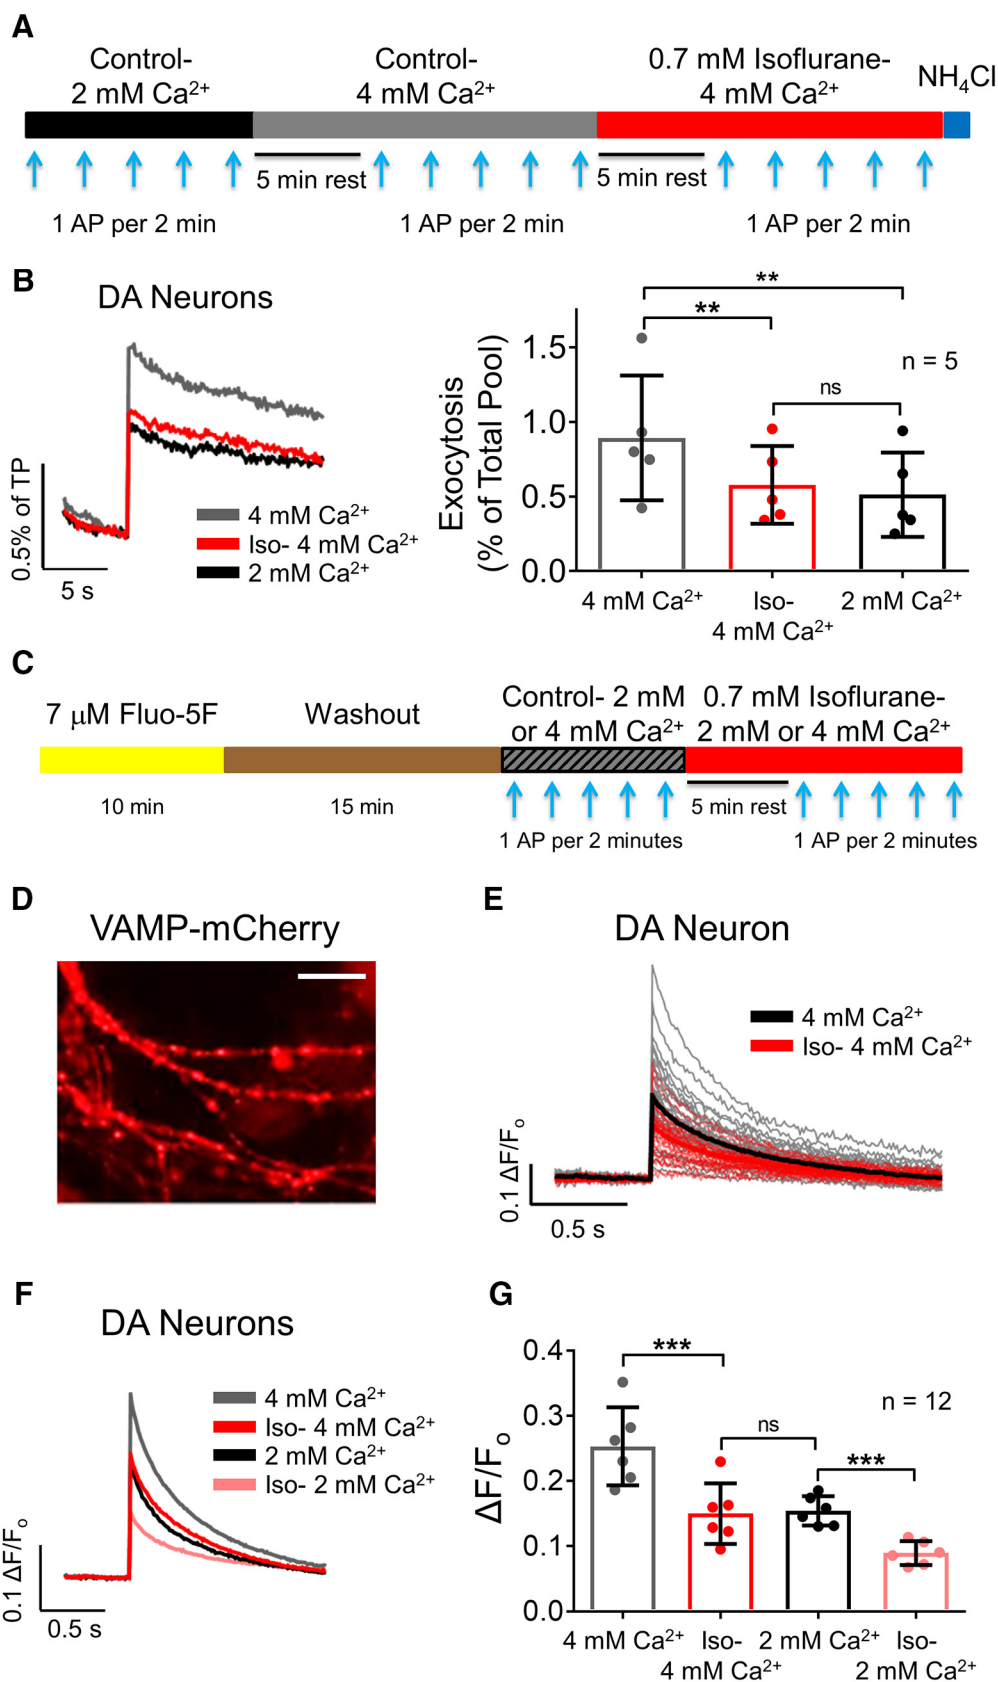 A
Control-
2 mM Ca²⁺
Control-
4 mM Ca²⁺
0.7 mM Isoflurane-
4 mM Ca²⁺
NH₄Cl
5 min rest
5 min rest
1 AP per 2 min
1 AP per 2 min
1 AP per 2 min
B
DA Neurons
0.5% of TP
5 s
4 mM Ca²⁺
Iso- 4 mM Ca²⁺
2 mM Ca²⁺
Exocytosis
(% of Total Pool)
1.5
1.0
0.5
0.0
**
**
ns
n = 5
4 mM Ca²⁺
Iso-
4 mM Ca²⁺
2 mM Ca²⁺
C
7 μM Fluo-5F
Washout
Control- 2 mM
or 4 mM Ca²⁺
0.7 mM Isoflurane-
2 mM or 4 mM Ca²⁺
10 min
15 min
5 min rest
1 AP per 2 minutes
1 AP per 2 minutes
D
VAMP-mCherry
E
DA Neuron
4 mM Ca²⁺
Iso- 4 mM Ca²⁺
0.1 ΔF/Fₒ
0.5 s
F
DA Neurons
4 mM Ca²⁺
Iso- 4 mM Ca²⁺
2 mM Ca²⁺
Iso- 2 mM Ca²⁺
0.1 ΔF/Fₒ
0.5 s
G
ΔF/Fₒ
0.4
0.3
0.2
0.1
0.0
***
ns
***
n = 12
4 mM Ca²⁺
Iso-
4 mM Ca²⁺
2 mM Ca²⁺
Iso-
2 mM Ca²⁺